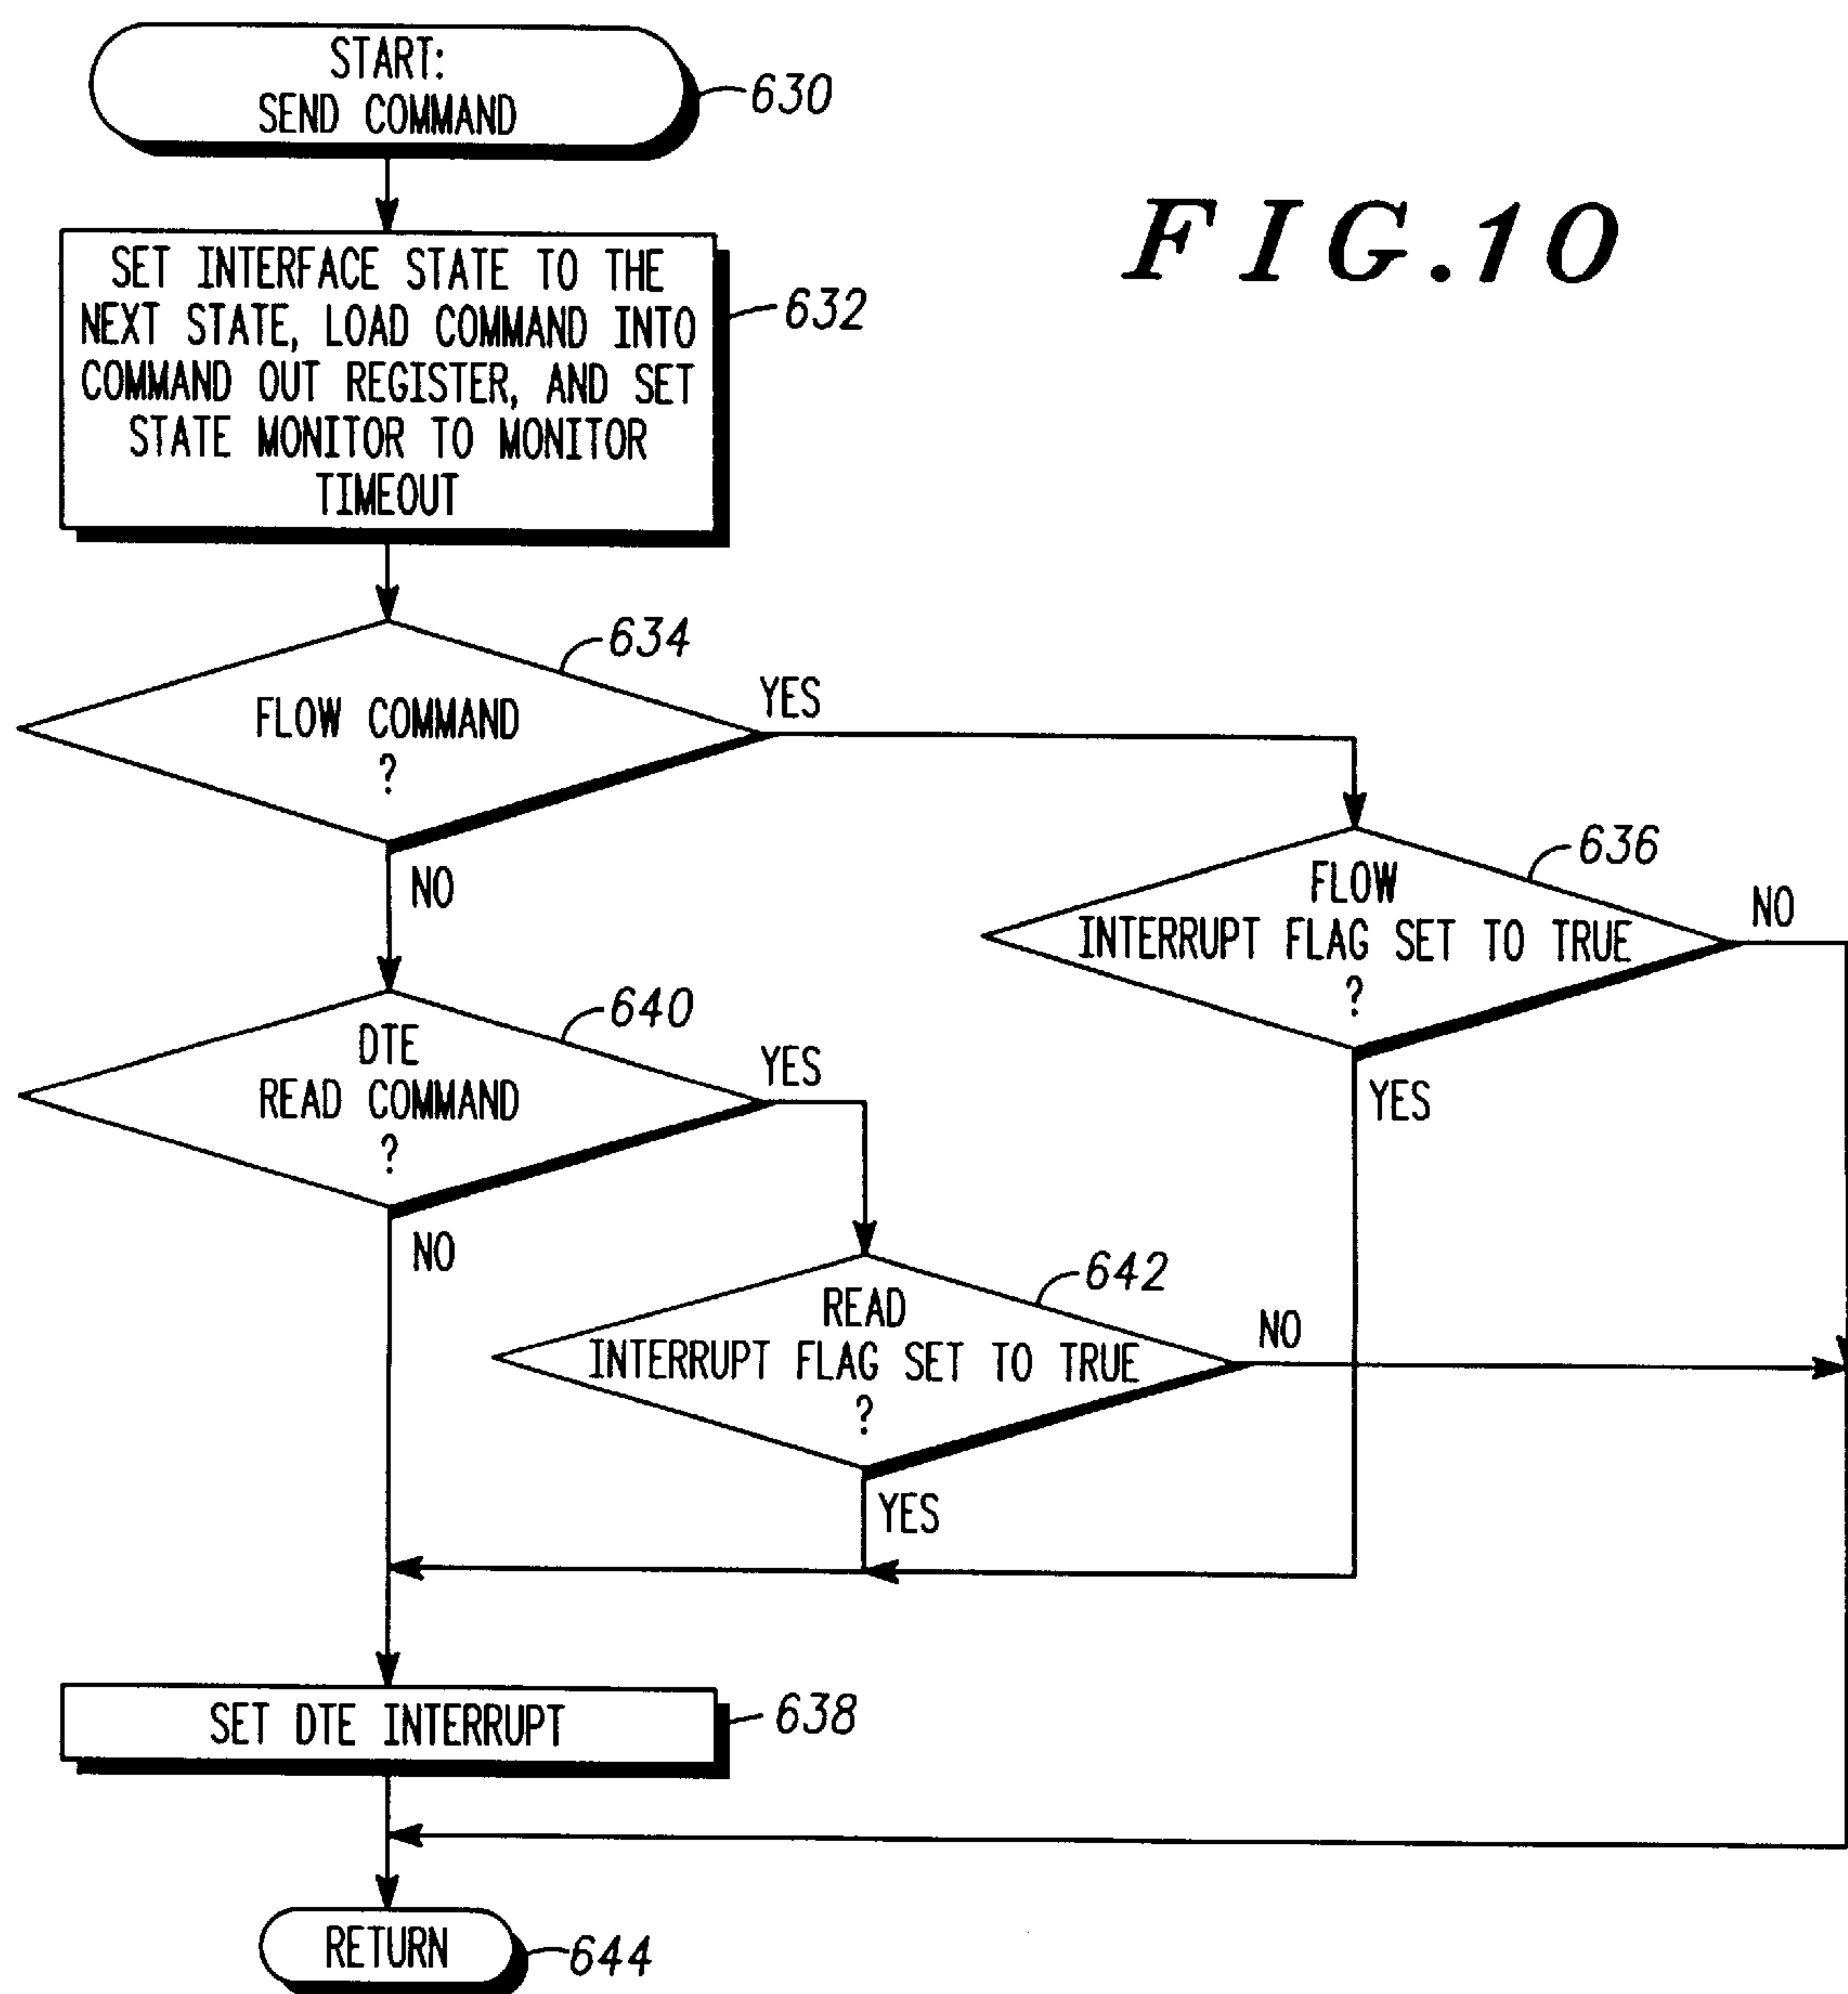 START:
SEND COMMAND
630
FIG.10
SET INTERFACE STATE TO THE
NEXT STATE, LOAD COMMAND INTO
COMMAND OUT REGISTER, AND SET
STATE MONITOR TO MONITOR
TIMEOUT
632
634
FLOW COMMAND
?
YES
NO
636
FLOW
INTERRUPT FLAG SET TO TRUE
?
NO
YES
640
DTE
READ COMMAND
?
YES
NO
642
READ
INTERRUPT FLAG SET TO TRUE
?
NO
YES
SET DTE INTERRUPT
638
RETURN
644